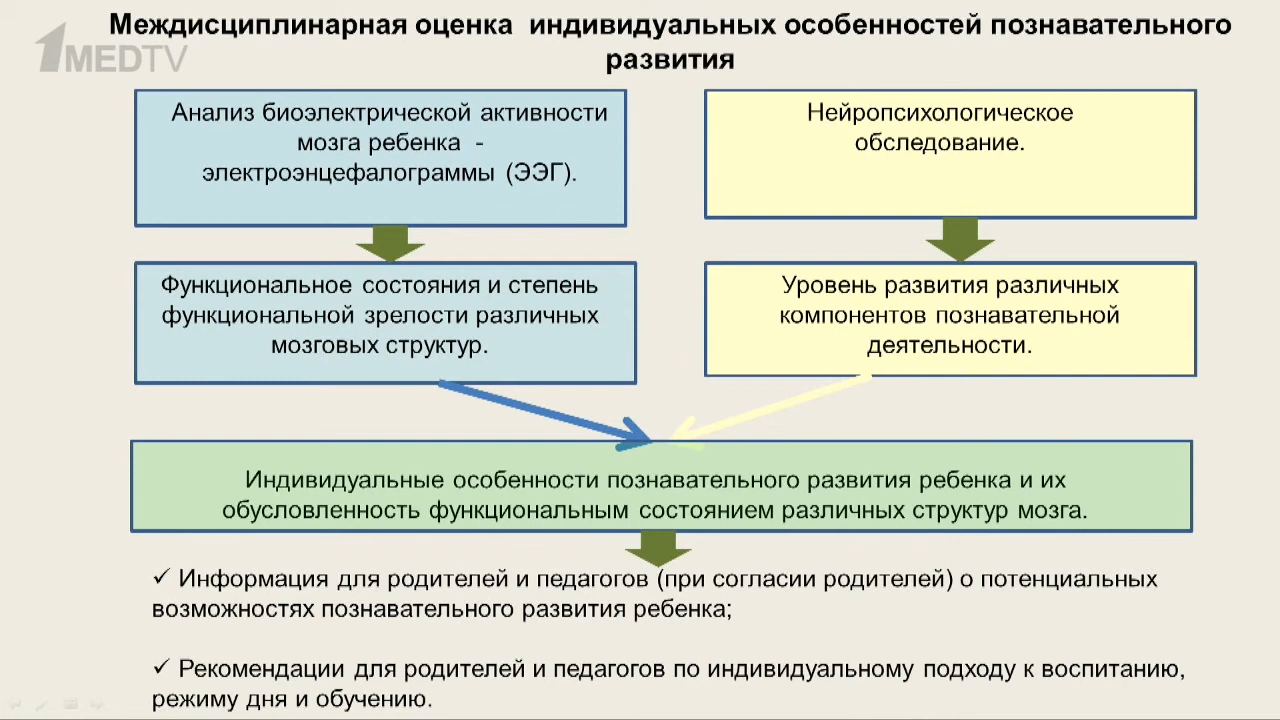 Междисциплинарная оценка индивидуальных особенностей познавательного
развития
1MEDTV
Анализ биоэлектрической активности
мозга ребенка -
электроэнцефалограммы (ЭЭГ).
Нейропсихологическое
обследование.
Функциональное состояния и степень
функциональной зрелости различных
мозговых структур.
Уровень развития различных
компонентов познавательной
деятельности.
Индивидуальные особенности познавательного развития ребенка и их
обусловленность функциональным состоянием различных структур мозга.
✓ Информация для родителей и педагогов (при согласии родителей) о потенциальных
возможностях познавательного развития ребенка;
✓ Рекомендации для родителей и педагогов по индивидуальному подходу к воспитанию,
режиму дня и обучению.